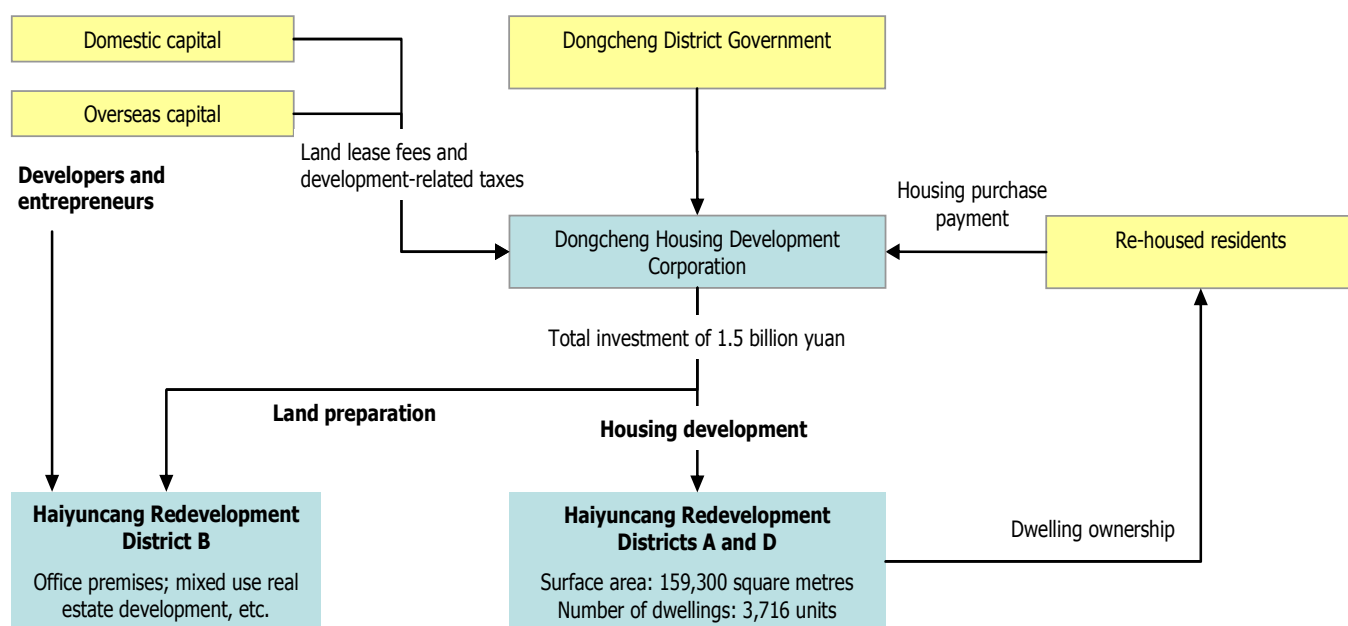 Domestic capital
Dongcheng District Government
Overseas capital
Developers and
entrepreneurs
Land lease fees and
development-related taxes
Housing purchase
payment
Dongcheng Housing Development
Corporation
Re-housed residents
Total investment of 1.5 billion yuan
Land preparation
Housing development
Haiyuncang Redevelopment
District B
Office premises; mixed use real
estate development, etc.
Haiyuncang Redevelopment
Districts A and D
Surface area: 159,300 square metres
Number of dwellings: 3,716 units
Dwelling ownership